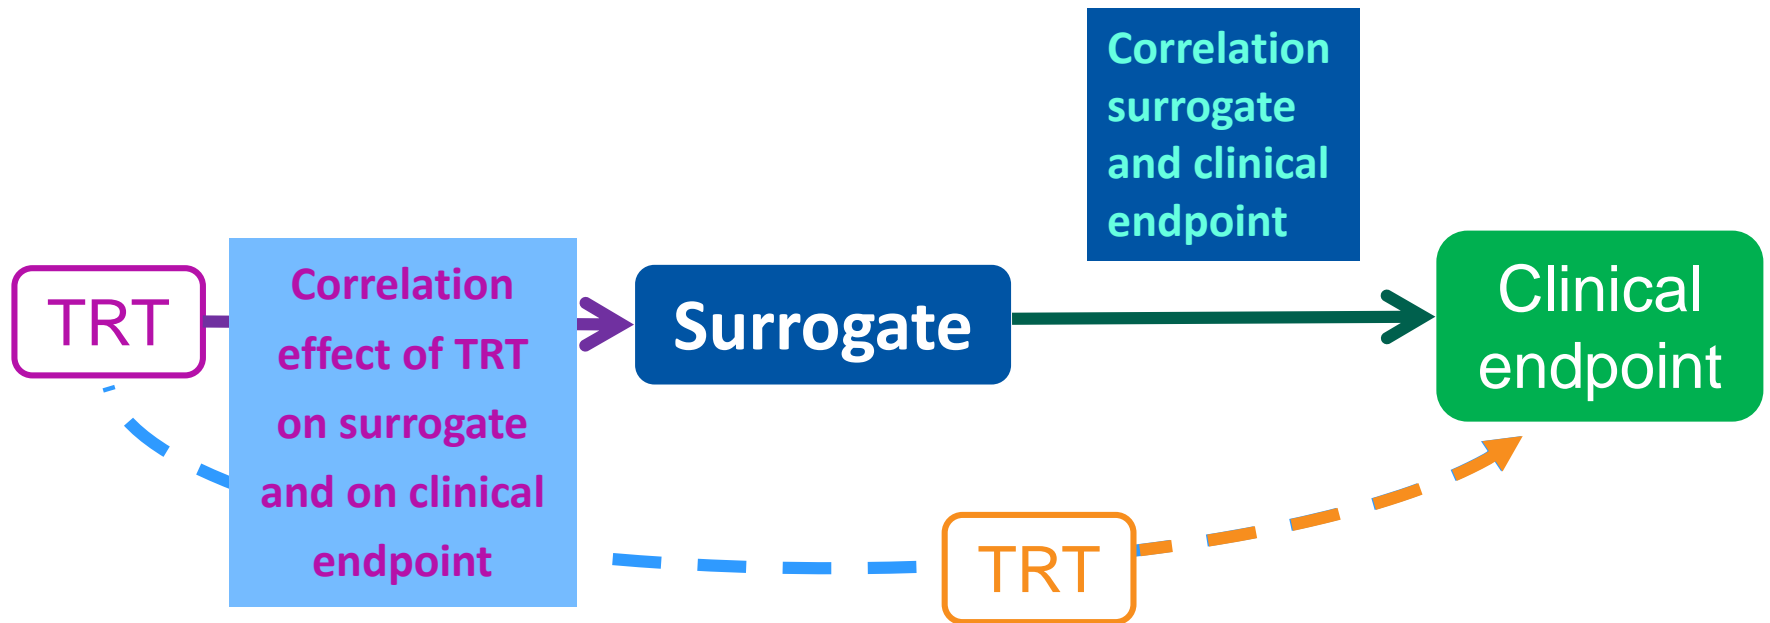 Correlation
surrogate
and clinical
endpoint
TRT
Correlation
effect of TRT
on surrogate
and on clinical
endpoint
Surrogate
Clinical
endpoint
TRT